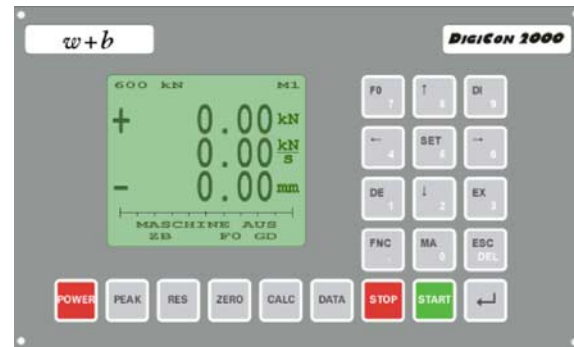 w+b
DIGICON 2000
600 kN M1
+ 0.00 kN
0.00 kN/s
- 0.00 mm
MASCHINE AUS
ZB F0 GD
F0 7
↑ 8
DI 9
← 4
SET 5
→ 6
DE 1
↓ 2
EX 3
FNC .
MA 0
ESC DEL
POWER
PEAK
RES
ZERO
CALC
DATA
STOP
START
↵